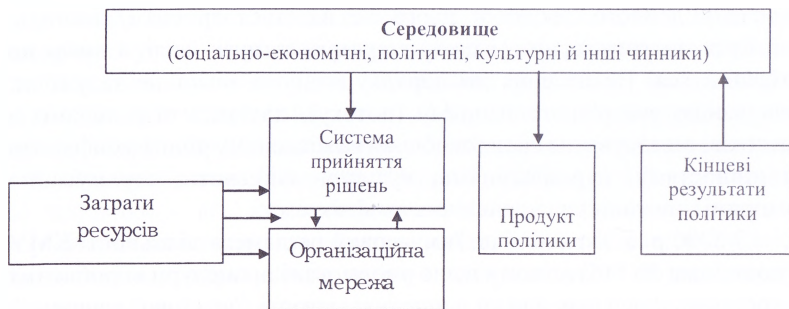 Середовище
(соціально-економічні, політичні, культурні й інші чинники)
Система
прийняття
рішень
Затрати
ресурсів
Організаційна
мережа
Продукт
політики
Кінцеві
результати
політики